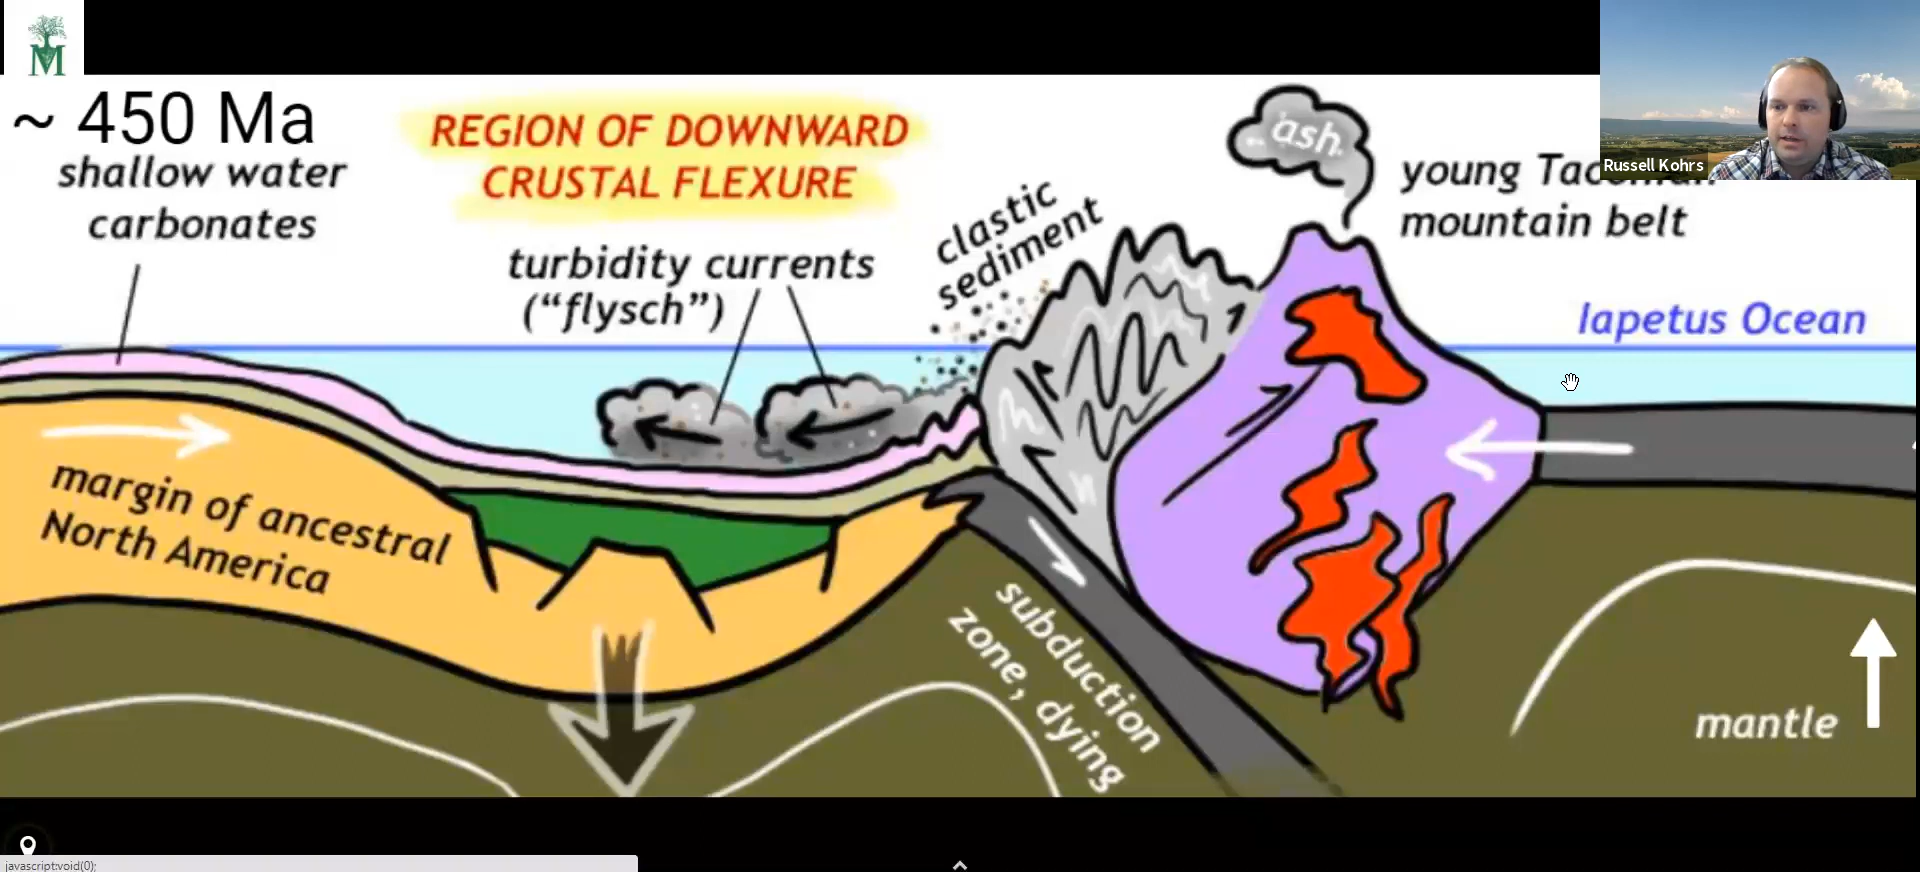 M
~ 450 Ma
shallow water
carbonates
REGION OF DOWNWARD
CRUSTAL FLEXURE
turbidity currents
(“flysch”)
clastic
sediment
ash
young
mountain belt
Russell Kohrs
Iapetus Ocean
margin of ancestral
North America
subduction
zone, dying
mantle
javascript:void(0);